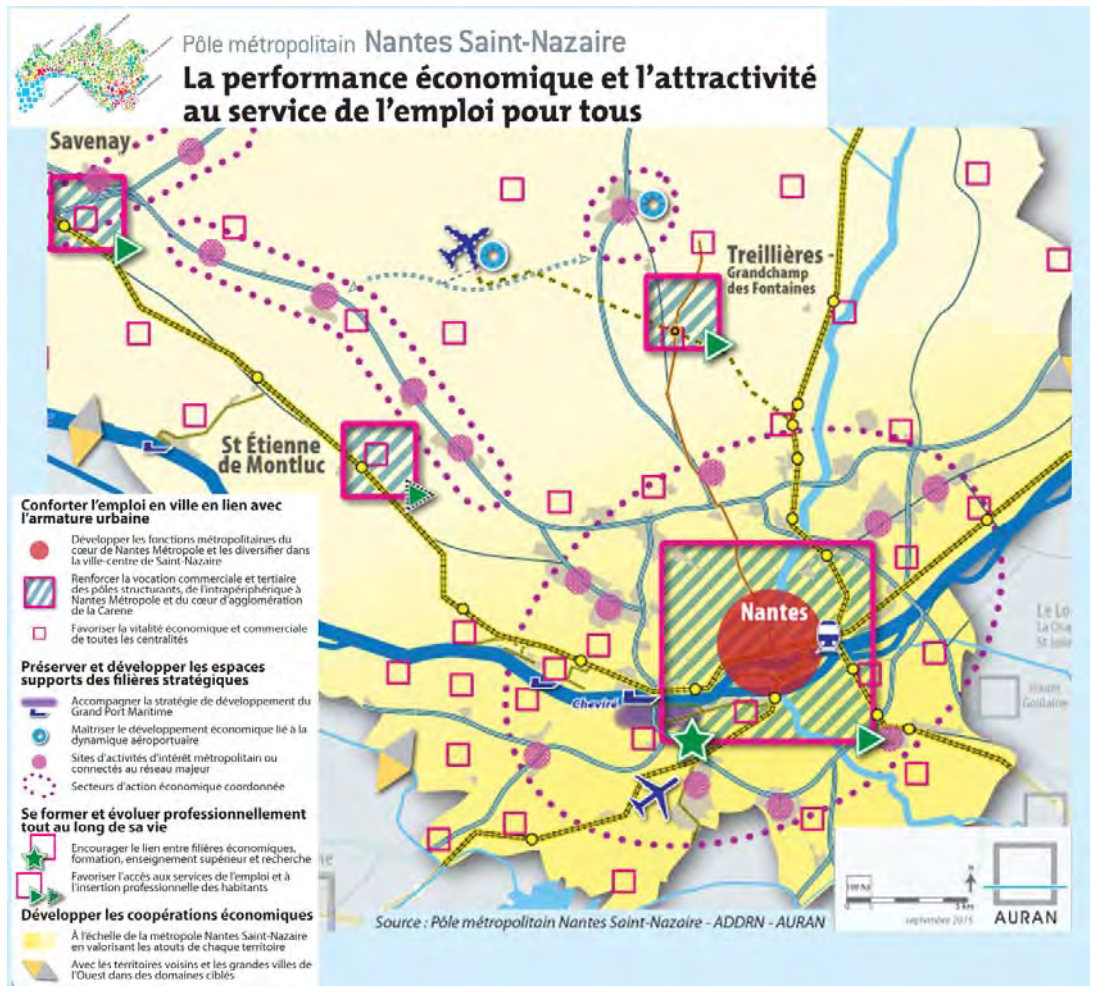 Pôle métropolitain Nantes Saint-Nazaire
La performance économique et l'attractivité
au service de l'emploi pour tous
Savenay
Treillières -
Grandchamp
des Fontaines
St Étienne
de Montluc
Nantes
Cheviré
Le Lo
La Cha
St Julie
Haute
Goulaine
Conforter l'emploi en ville en lien avec
l'armature urbaine
Développer les fonctions métropolitaines du
cœur de Nantes Métropole et les diversifier dans
la ville-centre de Saint-Nazaire
Renforcer la vocation commerciale et tertiaire
des pôles structurants, de l'intrapériphérique à
Nantes Métropole et du cœur d'agglomération
de la Carene
Favoriser la vitalité économique et commerciale
de toutes les centralités
Préserver et développer les espaces
supports des filières stratégiques
Accompagner la stratégie de développement du
Grand Port Maritime
Maîtriser le développement économique lié à la
dynamique aéroportuaire
Sites d'activités d'intérêt métropolitain ou
connectés au réseau majeur
Secteurs d'action économique coordonnée
Se former et évoluer professionnellement
tout au long de sa vie
Encourager le lien entre filières économiques,
formation, enseignement supérieur et recherche
Favoriser l'accès aux services de l'emploi et à
l'insertion professionnelle des habitants
Développer les coopérations économiques
À l'échelle de la métropole Nantes Saint-Nazaire
en valorisant les atouts de chaque territoire
Avec les territoires voisins et les grandes villes de
l'Ouest dans des domaines ciblés
N
5 km
septembre 2015
AURAN
Source : Pôle métropolitain Nantes Saint-Nazaire - ADDRN - AURAN